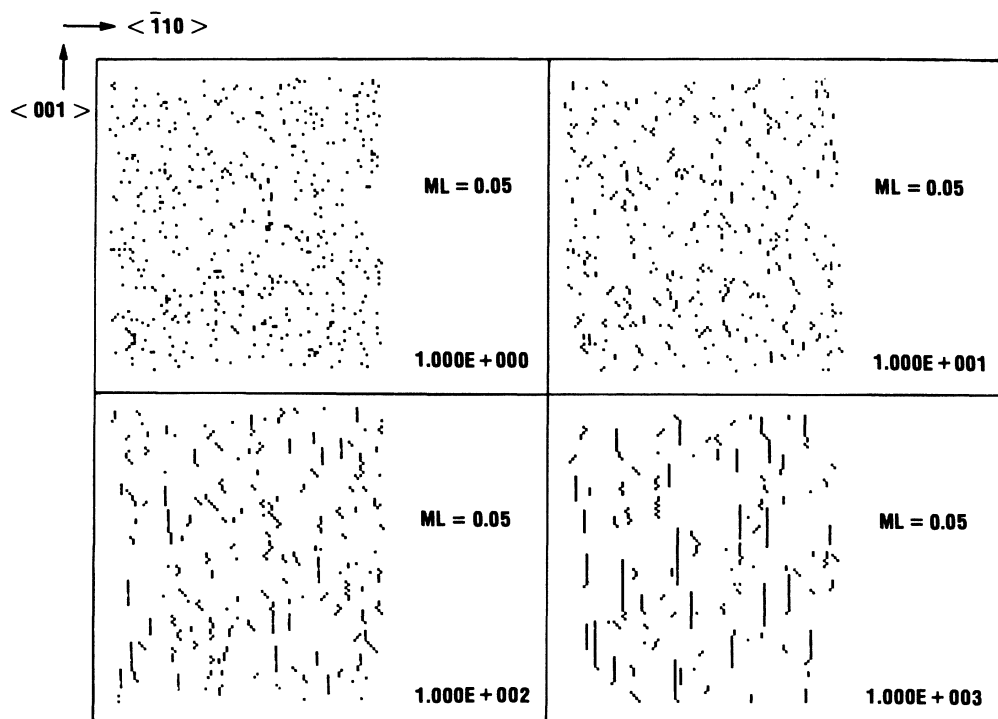 < 1̄10 >
< 001 >
ML = 0.05
ML = 0.05
1.000E + 000
1.000E + 001
ML = 0.05
ML = 0.05
1.000E + 002
1.000E + 003